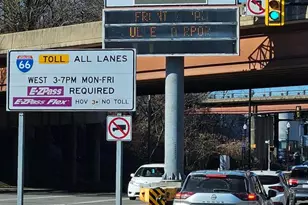 66 TOLL ALL LANES
WEST 3-7PM MON-FRI
E-ZPass REQUIRED
E-ZPass Flex HOV 3+ NO TOLL